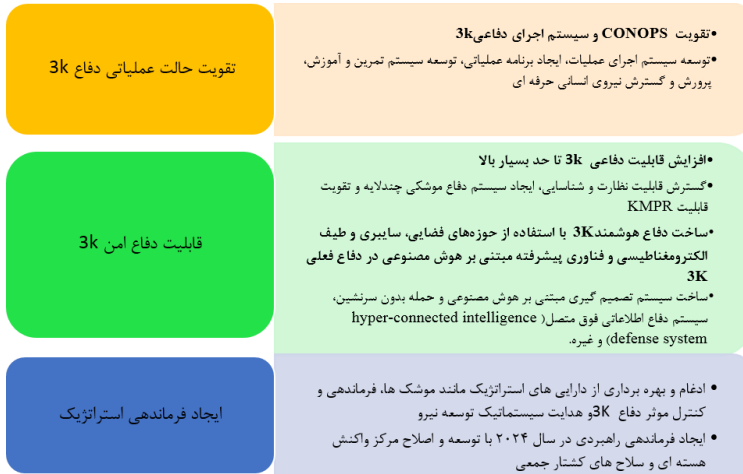 تقویت حالت عملیاتی دفاع 3k
•تقویت CONOPS و سیستم اجرای دفاعی3k
•توسعه سیستم اجرای عملیات، ایجاد برنامه عملیاتی، توسعه سیستم تمرین و آموزش،
پرورش و گسترش نیروی انسانی حرفه ای
قابلیت دفاع امن 3k
•افزایش قابلیت دفاعی 3k تا حد بسیار بالا
•گسترش قابلیت نظارت و شناسایی، ایجاد سیستم دفاع موشکی چندلایه و تقویت
قابلیت KMPR
•ساخت دفاع هوشمند3K با استفاده از حوزه‌های فضایی، سایبری و طیف
الکترومغناطیسی و فناوری پیشرفته مبتنی بر هوش مصنوعی در دفاع فعلی
3K
•ساخت سیستم تصمیم گیری مبتنی بر هوش مصنوعی و حمله بدون سرنشین،
سیستم دفاع اطلاعاتی فوق متصل( hyper-connected intelligence
defense system) و غیره.
ایجاد فرماندهی استراتژیک
• ادغام و بهره برداری از دارایی های استراتژیک مانند موشک ها، فرماندهی و
کنترل موثر دفاع 3Kو هدایت سیستماتیک توسعه نیرو
• ایجاد فرماندهی راهبردی در سال ۲۰۲۴ با توسعه و اصلاح مرکز واکنش
هسته ای و سلاح های کشتار جمعی